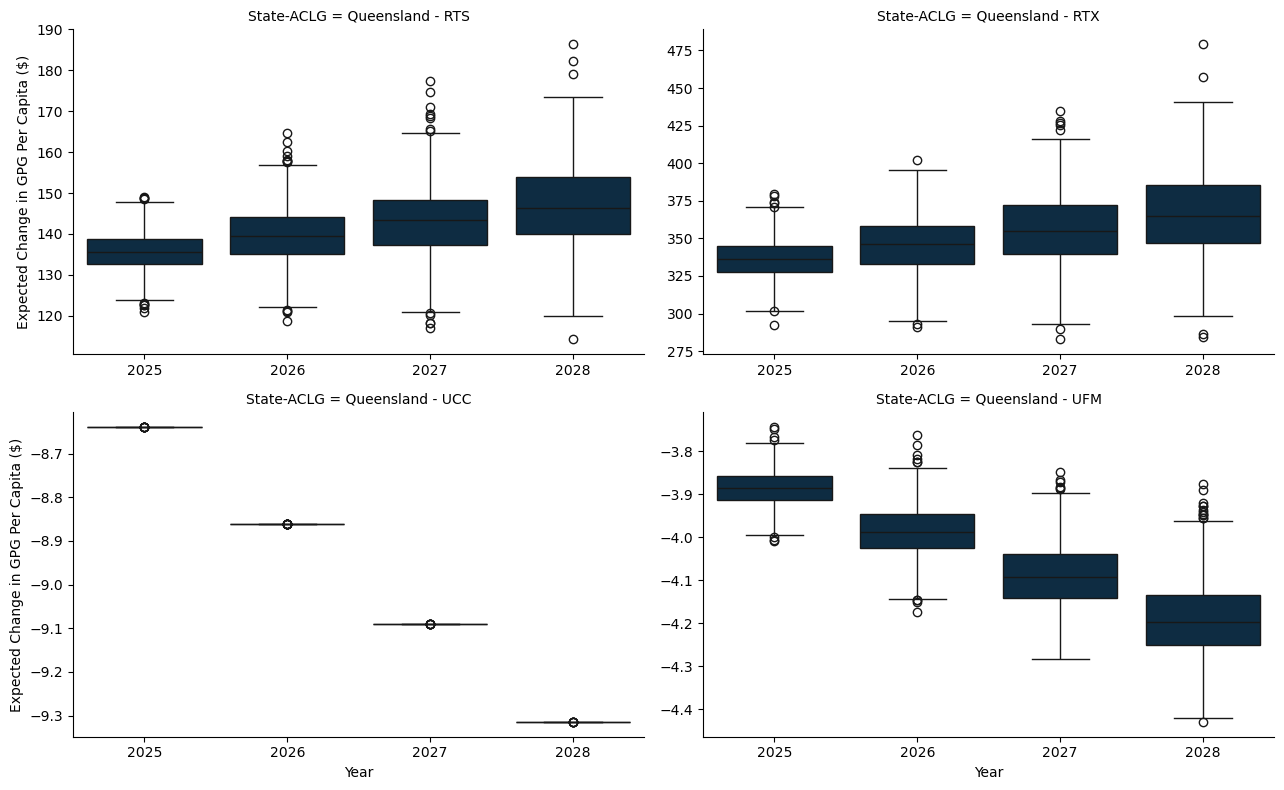 State-ACLG = Queensland - RTS
Expected Change in GPG Per Capita ($)
190
180
170
160
150
140
130
120
2025 2026 2027 2028
State-ACLG = Queensland - RTX
475
450
425
400
375
350
325
300
275
2025 2026 2027 2028
State-ACLG = Queensland - UCC
Expected Change in GPG Per Capita ($)
−8.7
−8.8
−8.9
−9.0
−9.1
−9.2
−9.3
2025 2026 2027 2028
Year
State-ACLG = Queensland - UFM
−3.8
−3.9
−4.0
−4.1
−4.2
−4.3
−4.4
2025 2026 2027 2028
Year